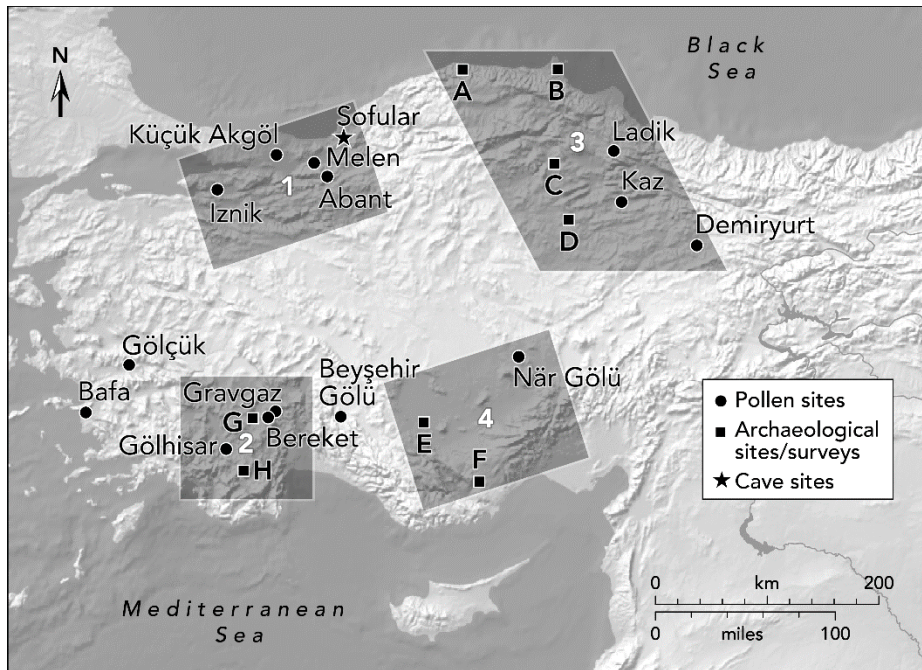 N
Black
Sea
A
B
Sofular
Küçük Akgöl
Melen
1
Abant
Iznik
3
Ladik
C
Kaz
D
Demiryurt
Gölçük
Bafa
Beyşehir
Gölü
När Gölü
Gravgaz
G
Bereket
2
Gölhisar
H
E
4
F
Pollen sites
Archaeological
sites/surveys
Cave sites
Mediterranean
Sea
0 km 200
0 miles 100